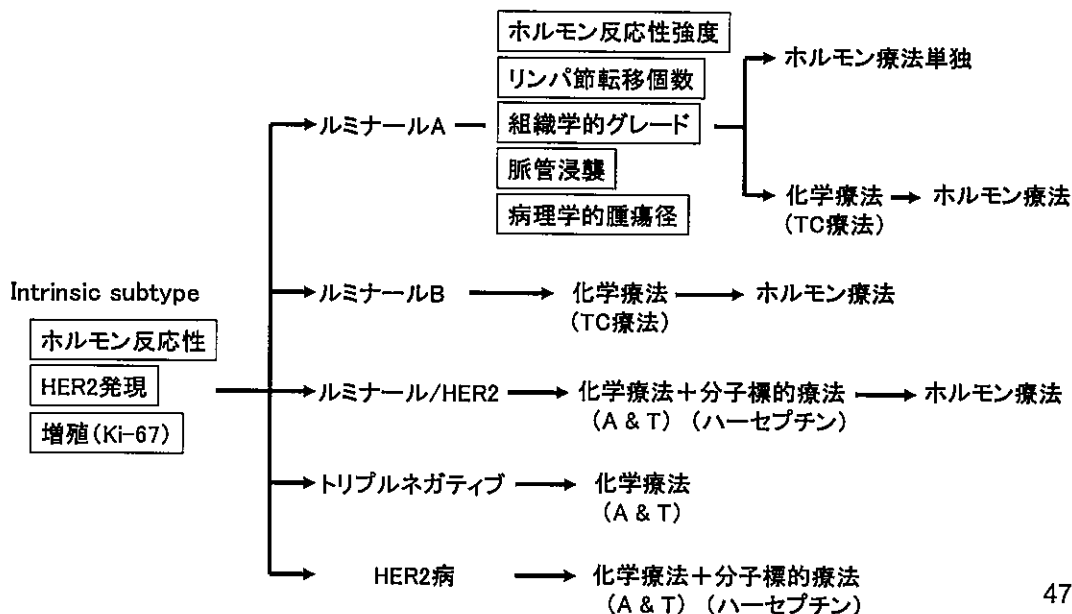 ホルモン反応性強度
リンパ節転移個数
組織学的グレード
脈管浸襲
病理学的腫瘍径
ルミナールA
ホルモン療法単独
化学療法
(TC療法)
ホルモン療法
Intrinsic subtype
ホルモン反応性
HER2発現
増殖(Ki-67)
ルミナールB
化学療法
(TC療法)
ホルモン療法
ルミナール/HER2
化学療法+分子標的療法
(A & T) (ハーセプチン)
ホルモン療法
トリプルネガティブ
化学療法
(A & T)
HER2病
化学療法+分子標的療法
(A & T) (ハーセプチン)
47